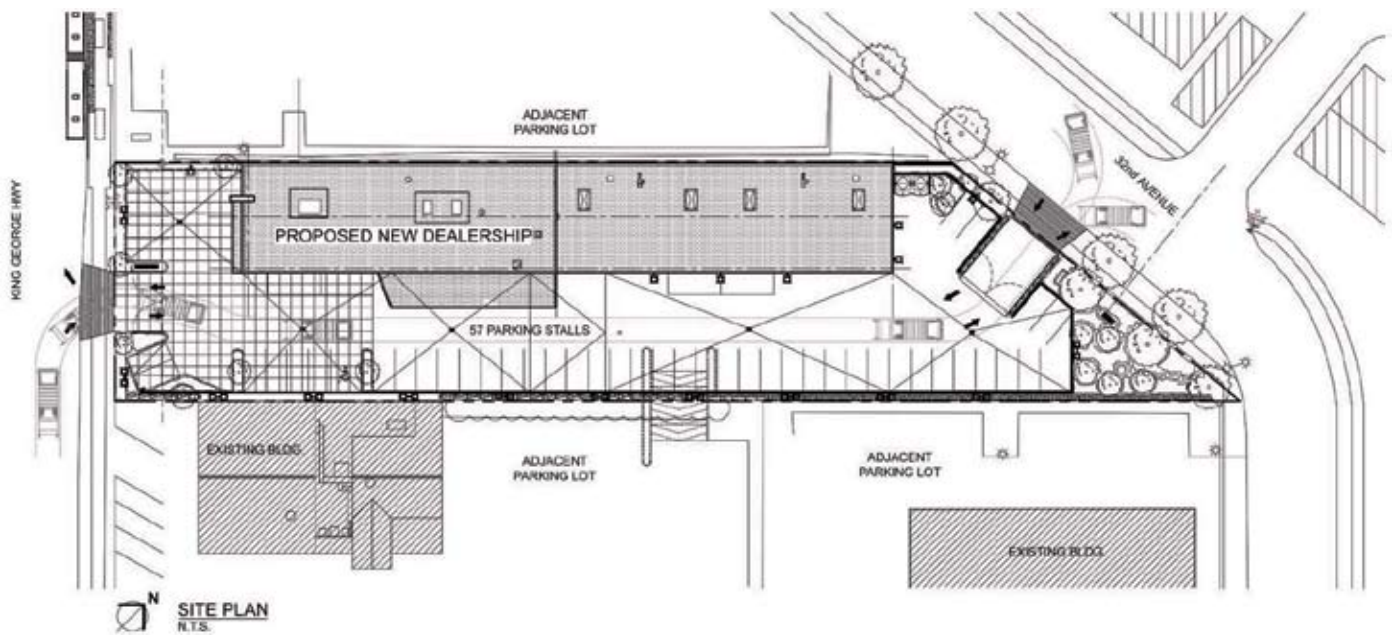 ADJACENT
PARKING LOT
KING GEORGE HWY
32nd AVENUE
PROPOSED NEW DEALERSHIP
57 PARKING STALLS
EXISTING BLDG.
ADJACENT
PARKING LOT
ADJACENT
PARKING LOT
EXISTING BLDG.
N
SITE PLAN
N.T.S.